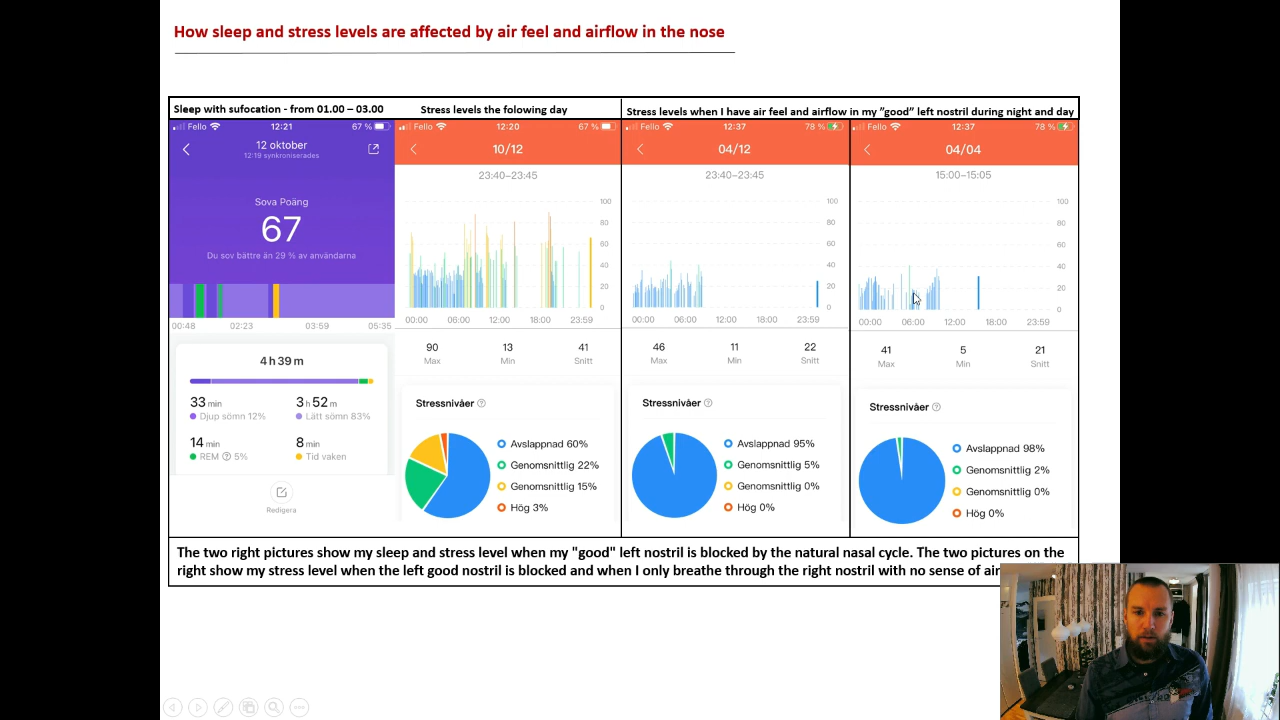 How sleep and stress levels are affected by air feel and airflow in the nose
Sleep with sufocation - from 01.00 – 03.00
Stress levels the folowing day
Stress levels when I have air feel and airflow in my "good" left nostril during night and day
Fello 12:21 67 %
12 oktober
12:19 synkroniserades
Sova Poäng
67
Du sov bättre än 29 % av användarna
00:48 02:23 03:59 05:35
4 h 39 m
33 min
Djup sömn 12%
3 h 52 m
Lätt sömn 83%
14 min
REM ? 5%
8 min
Tid vaken
Redigera
Fello 12:20 67 %
10/12
23:40–23:45
100
80
60
40
20
0
00:00 06:00 12:00 18:00 23:59
90 13 41
Max Min Snitt
Stressnivåer ?
Avslappnad 60%
Genomsnittlig 22%
Genomsnittlig 15%
Hög 3%
Fello 12:37 78 %
04/12
23:40–23:45
100
80
60
40
20
0
00:00 06:00 12:00 18:00 23:59
46 11 22
Max Min Snitt
Stressnivåer ?
Avslappnad 95%
Genomsnittlig 5%
Genomsnittlig 0%
Hög 0%
Fello 12:37 78 %
04/04
15:00–15:05
100
80
60
40
20
0
00:00 06:00 12:00 18:00 23:59
41 5 21
Max Min Snitt
Stressnivåer ?
Avslappnad 98%
Genomsnittlig 2%
Genomsnittlig 0%
Hög 0%
The two right pictures show my sleep and stress level when my "good" left nostril is blocked by the natural nasal cycle. The two pictures on the
right show my stress level when the left good nostril is blocked and when I only breathe through the right nostril with no sense of air